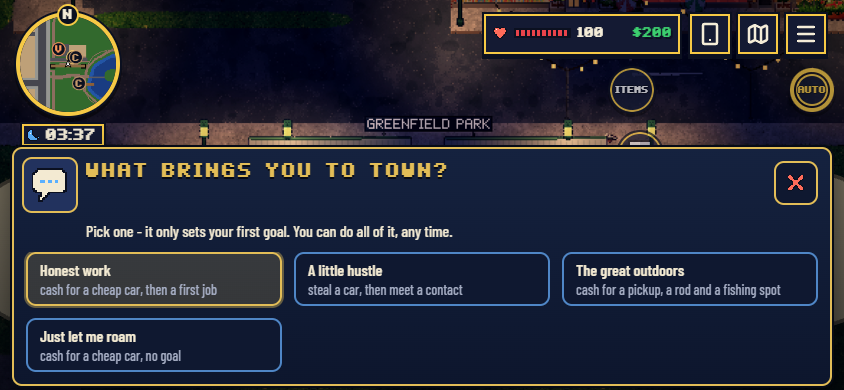 N
V
C
C
03:37
100
$200
ITEMS
AUTO
GREENFIELD PARK
WHAT BRINGS YOU TO TOWN?
Pick one - it only sets your first goal. You can do all of it, any time.
Honest work
cash for a cheap car, then a first job
A little hustle
steal a car, then meet a contact
The great outdoors
cash for a pickup, a rod and a fishing spot
Just let me roam
cash for a cheap car, no goal